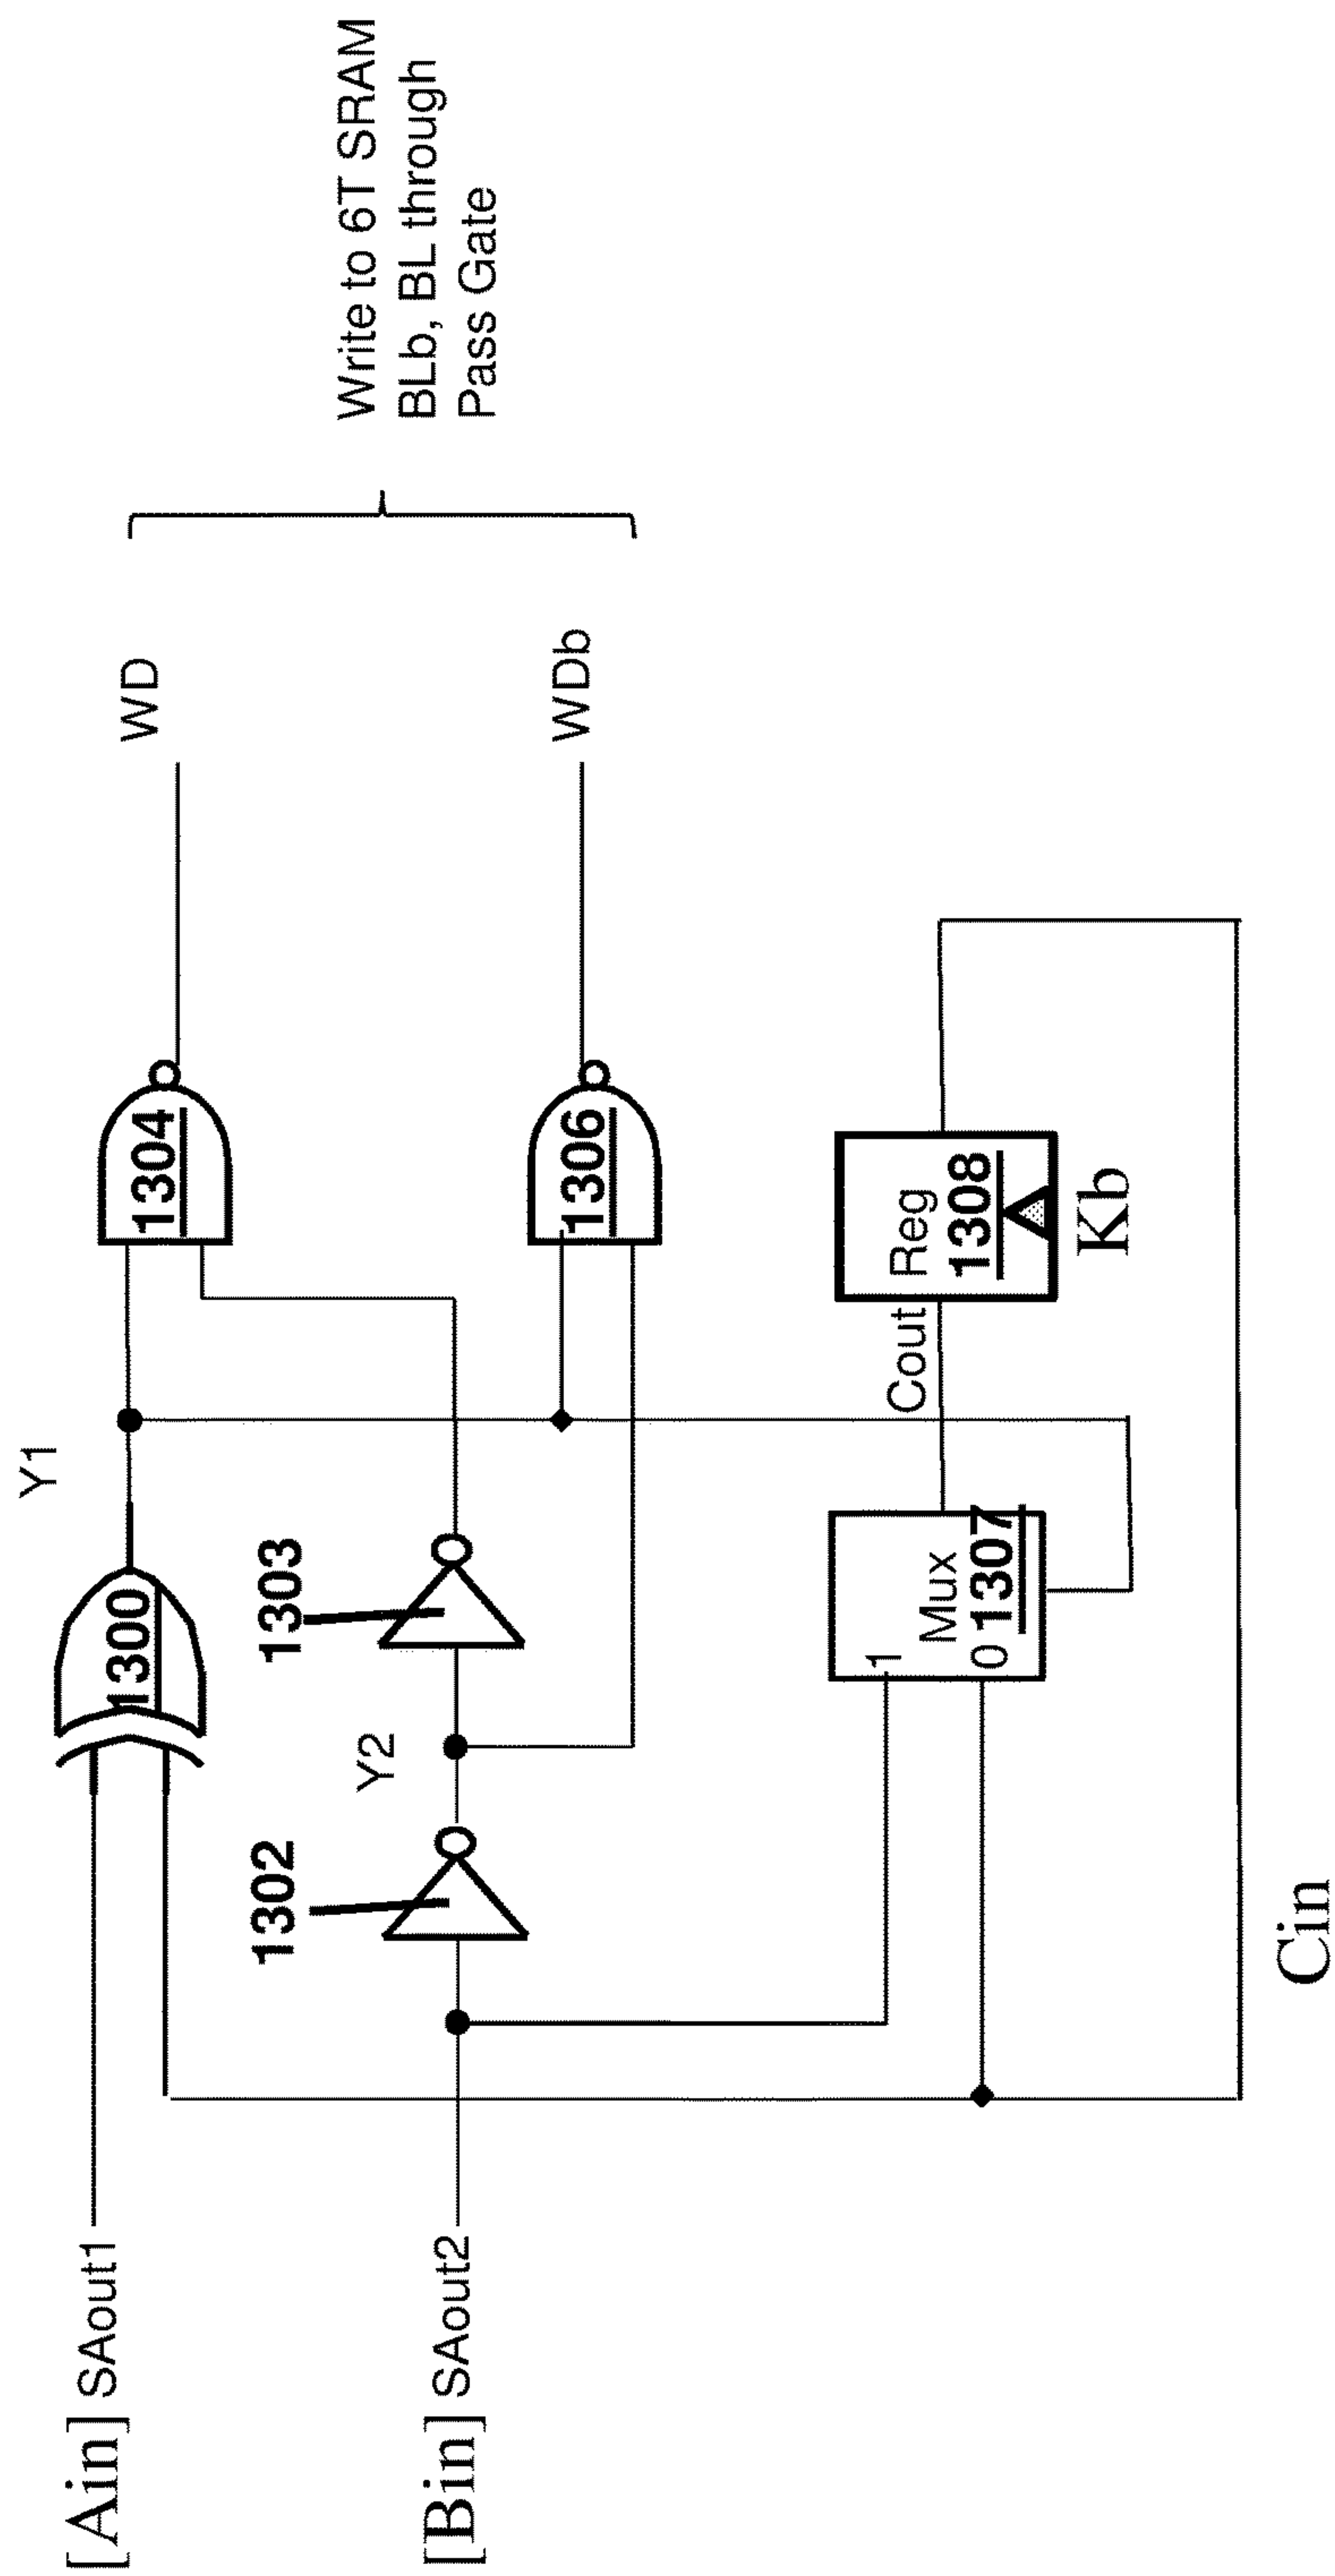 [Ain] SAout1
[Bin] SAout2
1300
Y1
1302
Y2
1303
1304
WD
1306
WDb
Write to 6T SRAM
BLb, BL through
Pass Gate
1
Mux
0 1307
Cout
Reg
1308
Kb
Cin